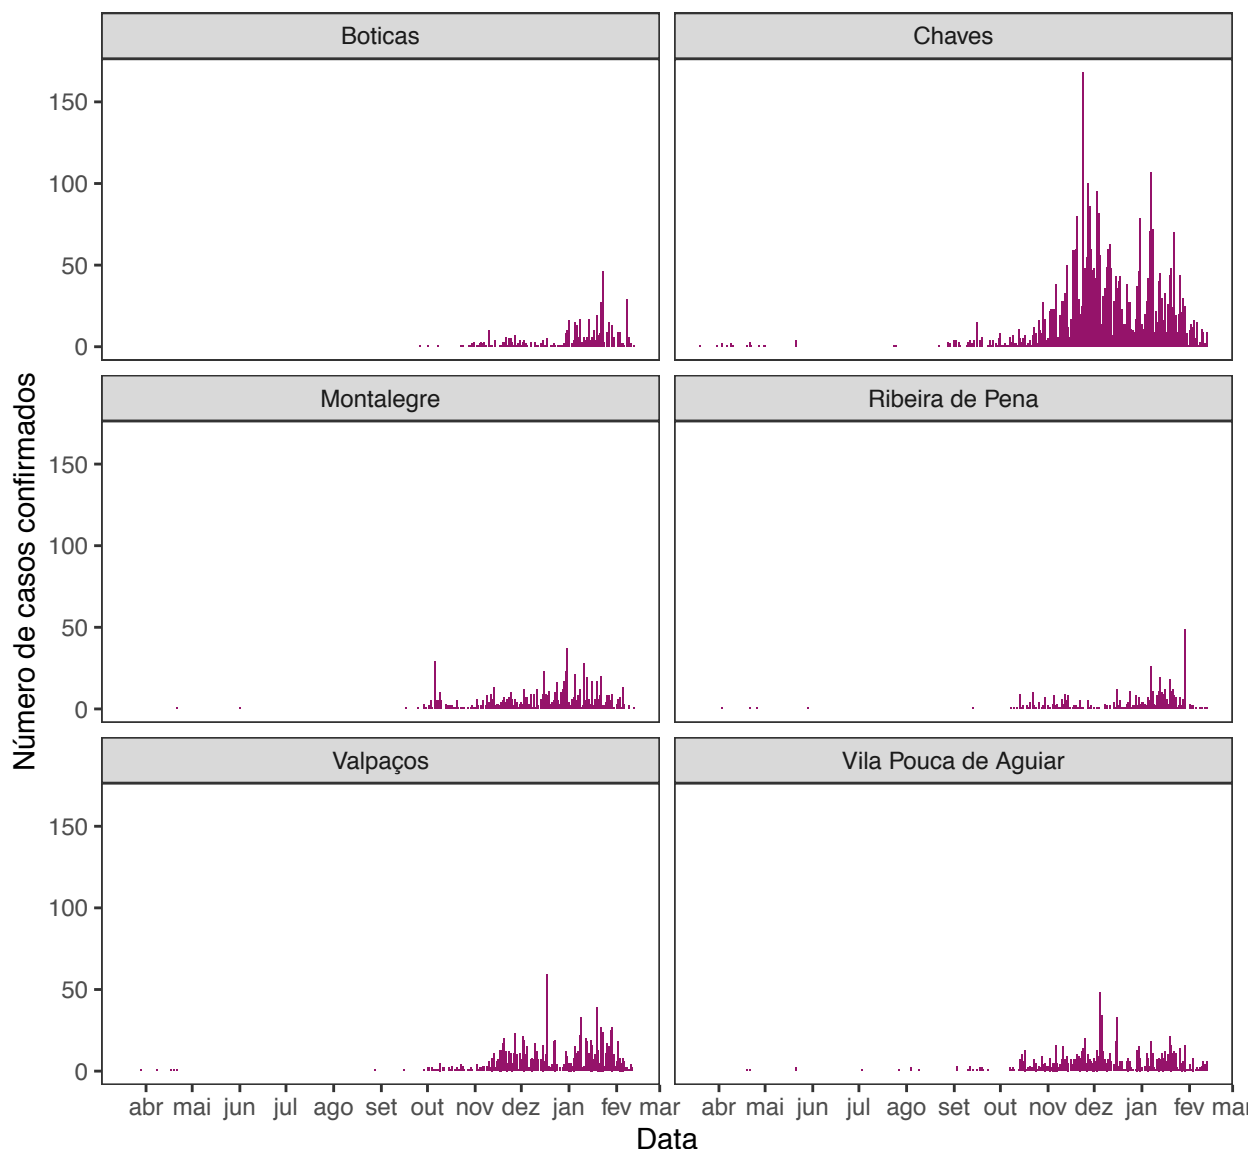 Boticas
Chaves
150
100
50
0
Montalegre
Ribeira de Pena
150
100
50
0
Valpaços
Vila Pouca de Aguiar
150
100
50
0
abr mai jun jul ago set out nov dez jan fev mar
abr mai jun jul ago set out nov dez jan fev mar
Data
Número de casos confirmados